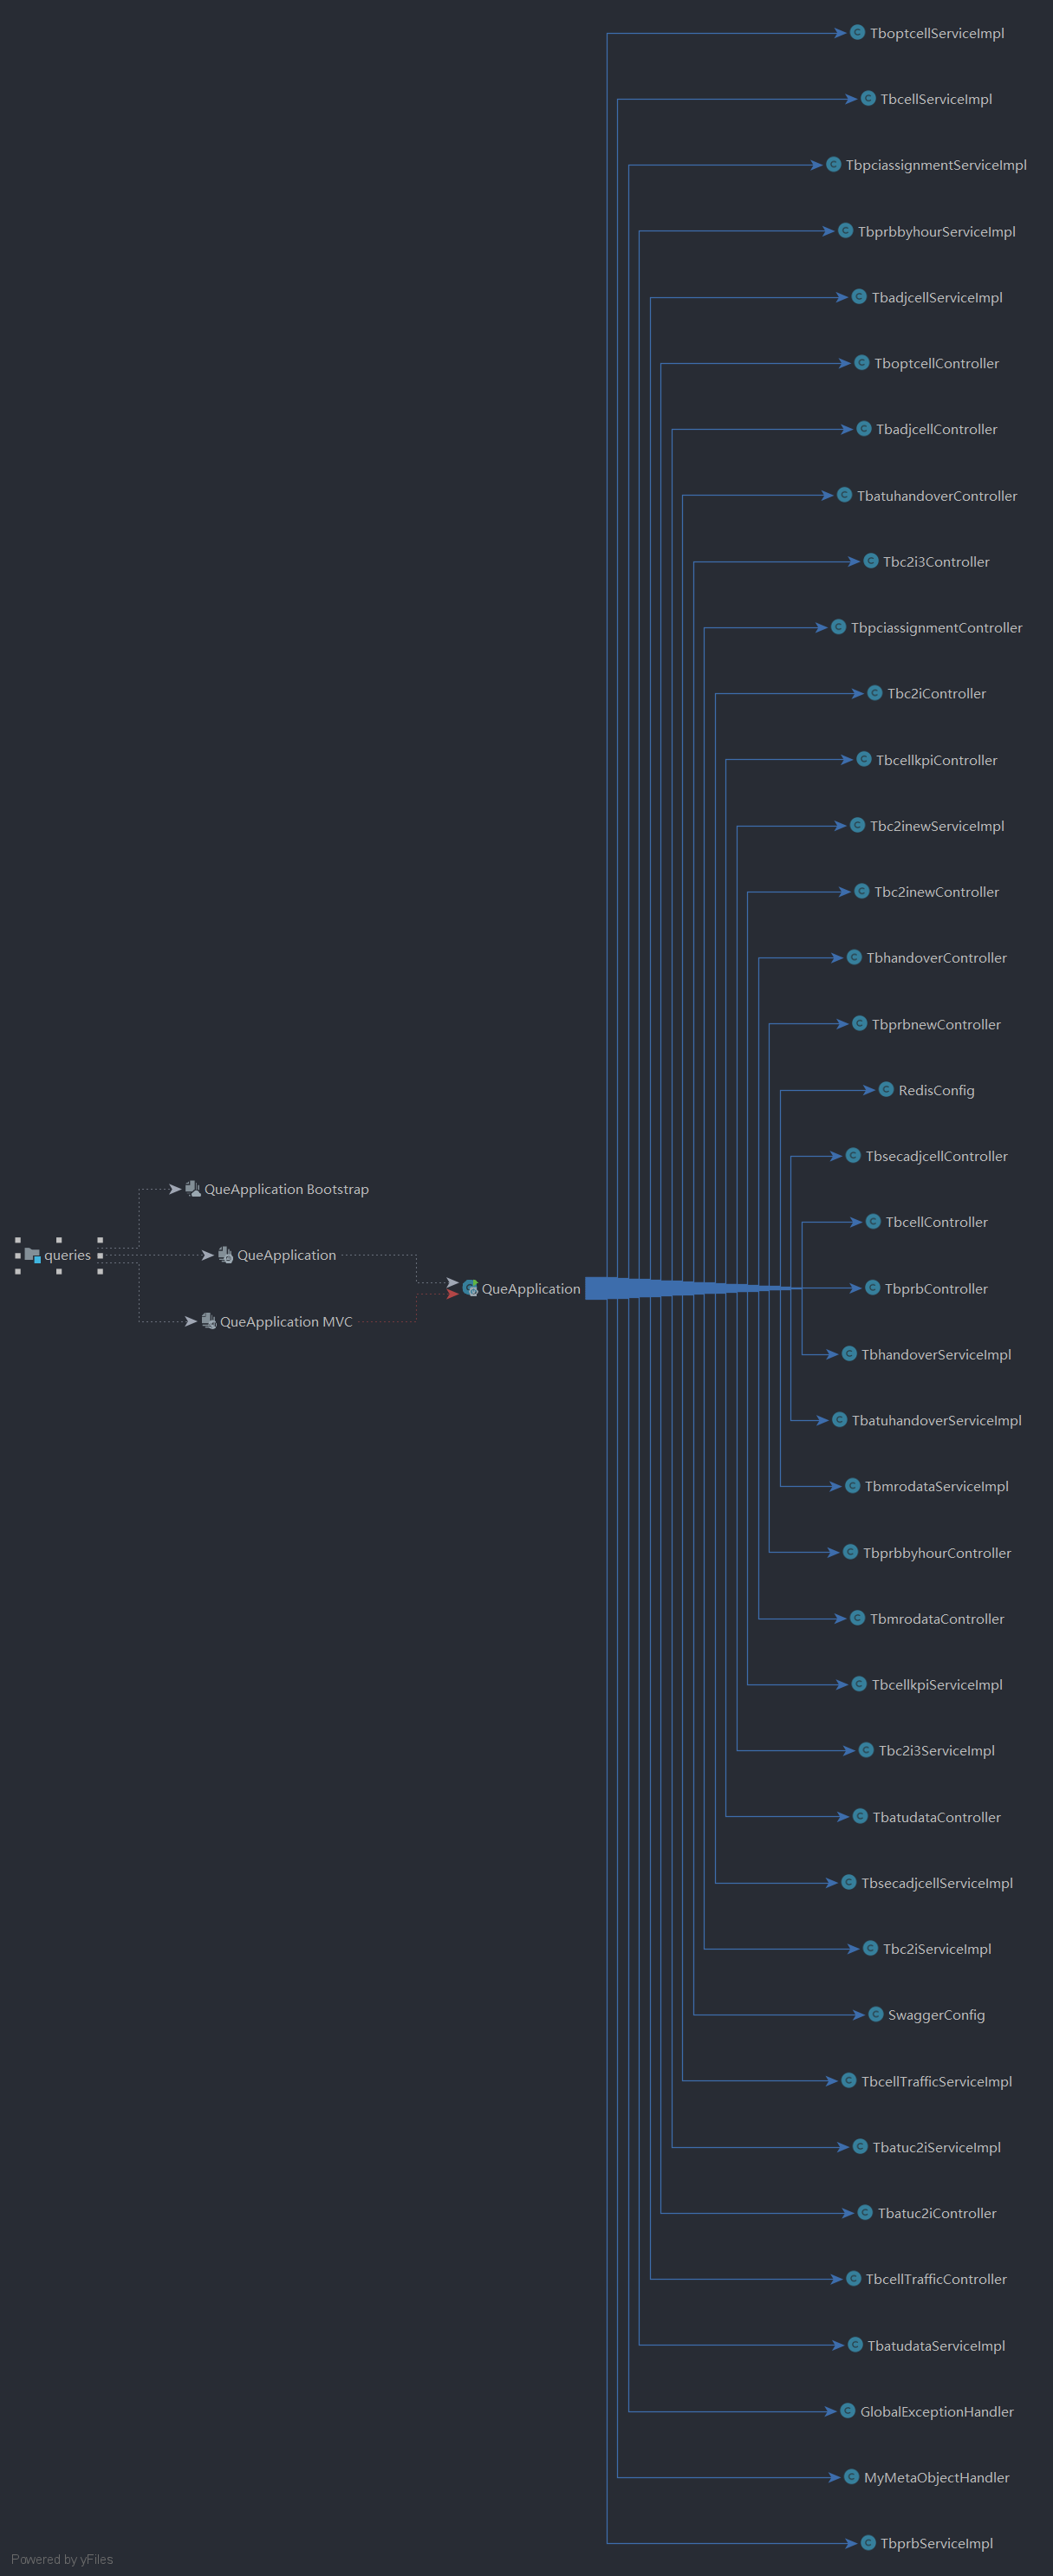 TboptcellServiceImpl
TbcellServiceImpl
TbpciassignmentServiceImpl
TbprbbyhourServiceImpl
TbadjcellServiceImpl
TboptcellController
TbadjcellController
TbatuhandoverController
Tbc2i3Controller
TbpciassignmentController
Tbc2iController
TbcellkpiController
Tbc2inewServiceImpl
Tbc2inewController
TbhandoverController
TbprbnewController
RedisConfig
TbsecadjcellController
QueApplication Bootstrap
TbcellController
queries
QueApplication
QueApplication
TbprbController
QueApplication MVC
TbhandoverServiceImpl
TbatuhandoverServiceImpl
TbmrodataServiceImpl
TbprbbyhourController
TbmrodataController
TbcellkpiServiceImpl
Tbc2i3ServiceImpl
TbatudataController
TbsecadjcellServiceImpl
Tbc2iServiceImpl
SwaggerConfig
TbcellTrafficServiceImpl
Tbatuc2iServiceImpl
Tbatuc2iController
TbcellTrafficController
TbatudataServiceImpl
GlobalExceptionHandler
MyMetaObjectHandler
TbprbServiceImpl
Powered by yFiles